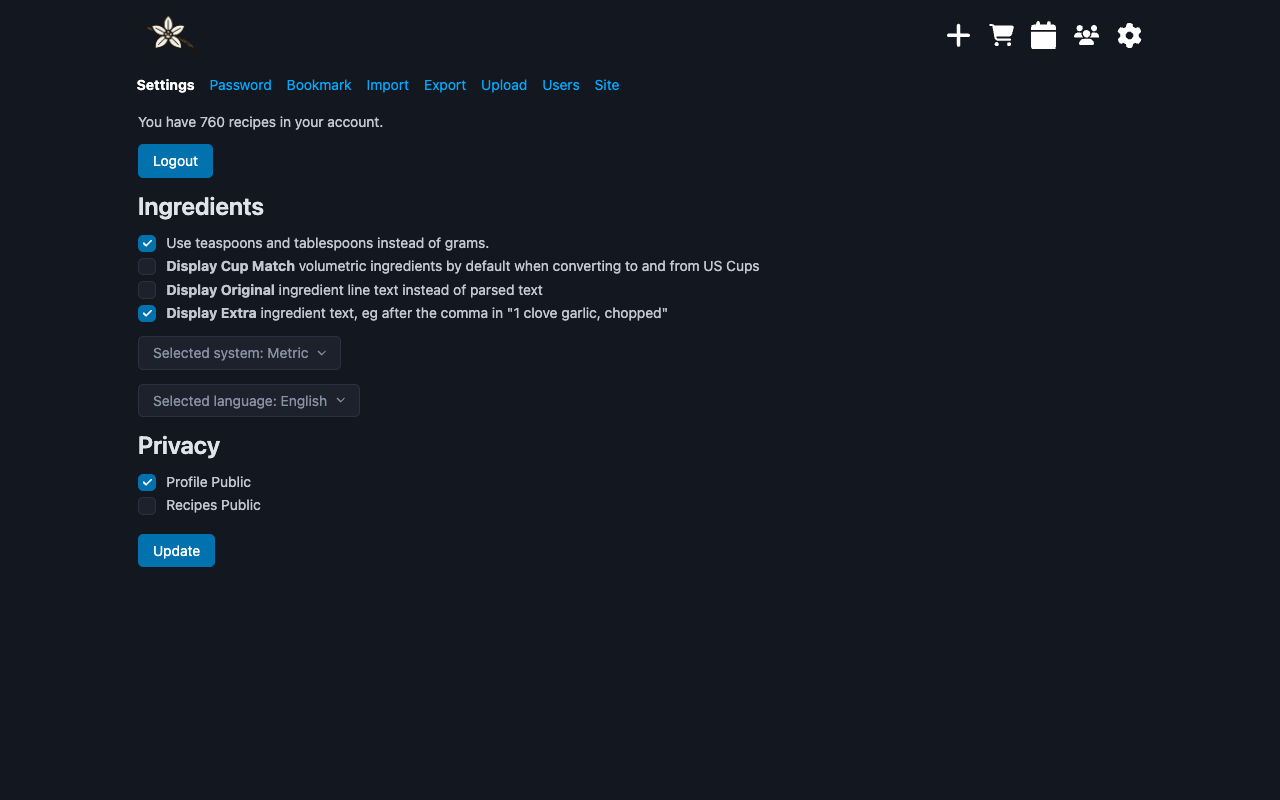 Settings Password Bookmark Import Export Upload Users Site
You have 760 recipes in your account.
Logout
Ingredients
Use teaspoons and tablespoons instead of grams.
Display Cup Match volumetric ingredients by default when converting to and from US Cups
Display Original ingredient line text instead of parsed text
Display Extra ingredient text, eg after the comma in "1 clove garlic, chopped"
Selected system: Metric
Selected language: English
Privacy
Profile Public
Recipes Public
Update